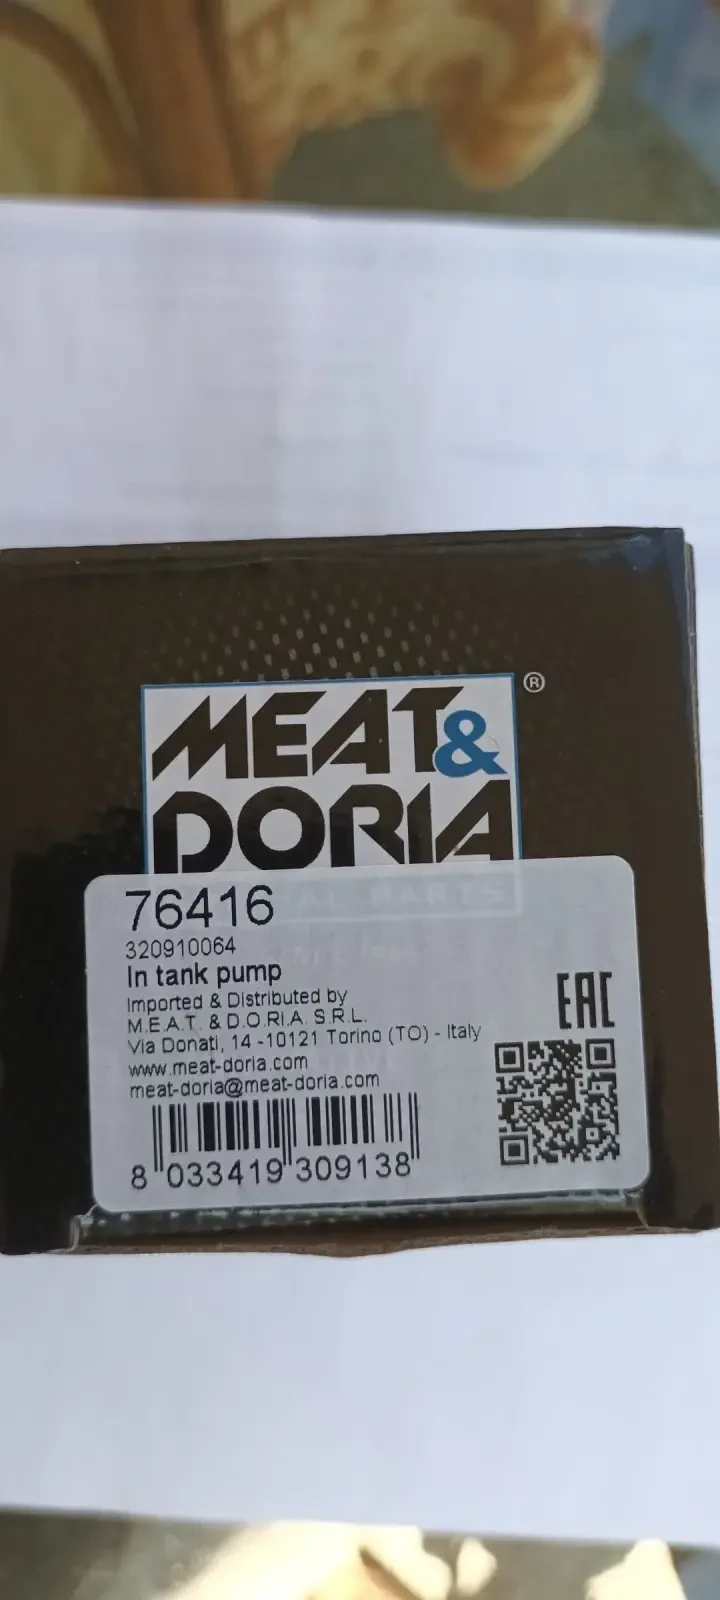 MEAT&
DORIA
®
76416
320910064
In tank pump
Imported & Distributed by
M.E.A.T. & D.O.RI.A. S.R.L.
Via Donati, 14 -10121 Torino (TO) - Italy
www.meat-doria.com
meat-doria@meat-doria.com
EAC
8 033419 309138